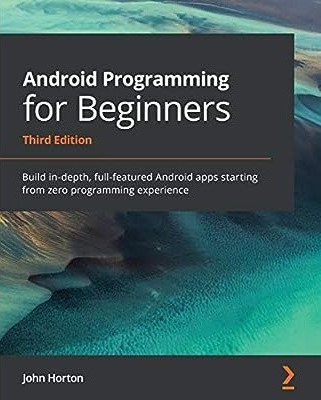 Android Programming
for Beginners
Third Edition
Build in-depth, full-featured Android apps starting
from zero programming experience
John Horton